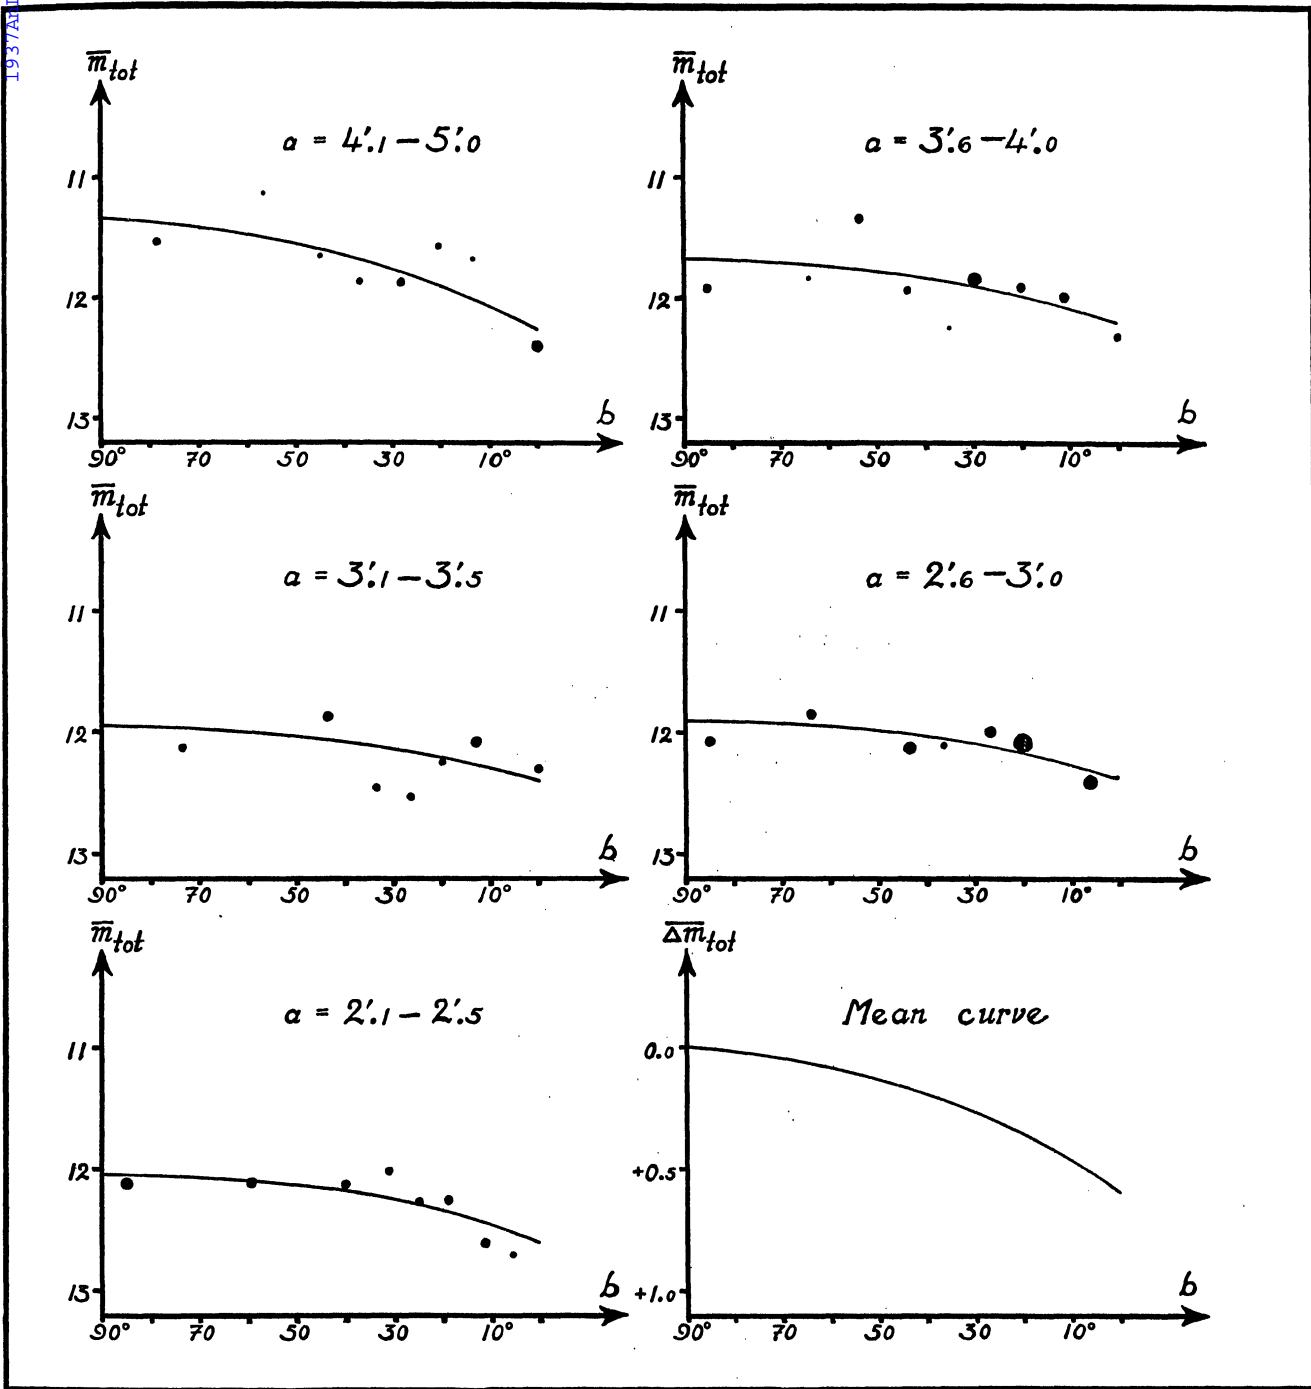 1937AnL
m̅tot
a = 4′.1 – 5′.0
11
12
13
b
90° 70 50 30 10°
m̅tot
a = 3′.6 – 4′.0
11
12
13
b
90° 70 50 30 10°
m̅tot
a = 3′.1 – 3′.5
11
12
13
b
90° 70 50 30 10°
m̅tot
a = 2′.6 – 3′.0
11
12
13
b
90° 70 50 30 10°
m̅tot
a = 2′.1 – 2′.5
11
12
13
b
90° 70 50 30 10°
Δ̅m̅tot
Mean curve
0.0
+0.5
+1.0
b
90° 70 50 30 10°